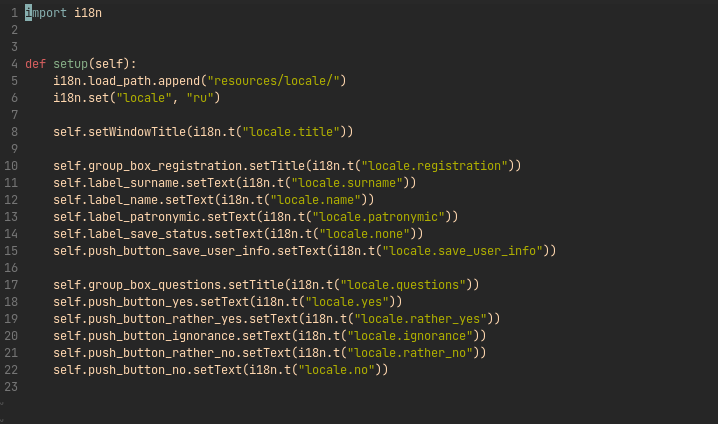 1 import i18n
2
3
4 def setup(self):
5     i18n.load_path.append("resources/locale/")
6     i18n.set("locale", "ru")
7
8     self.setWindowTitle(i18n.t("locale.title"))
9
10     self.group_box_registration.setTitle(i18n.t("locale.registration"))
11     self.label_surname.setText(i18n.t("locale.surname"))
12     self.label_name.setText(i18n.t("locale.name"))
13     self.label_patronymic.setText(i18n.t("locale.patronymic"))
14     self.label_save_status.setText(i18n.t("locale.none"))
15     self.push_button_save_user_info.setText(i18n.t("locale.save_user_info"))
16
17     self.group_box_questions.setTitle(i18n.t("locale.questions"))
18     self.push_button_yes.setText(i18n.t("locale.yes"))
19     self.push_button_rather_yes.setText(i18n.t("locale.rather_yes"))
20     self.push_button_ignorance.setText(i18n.t("locale.ignorance"))
21     self.push_button_rather_no.setText(i18n.t("locale.rather_no"))
22     self.push_button_no.setText(i18n.t("locale.no"))
23